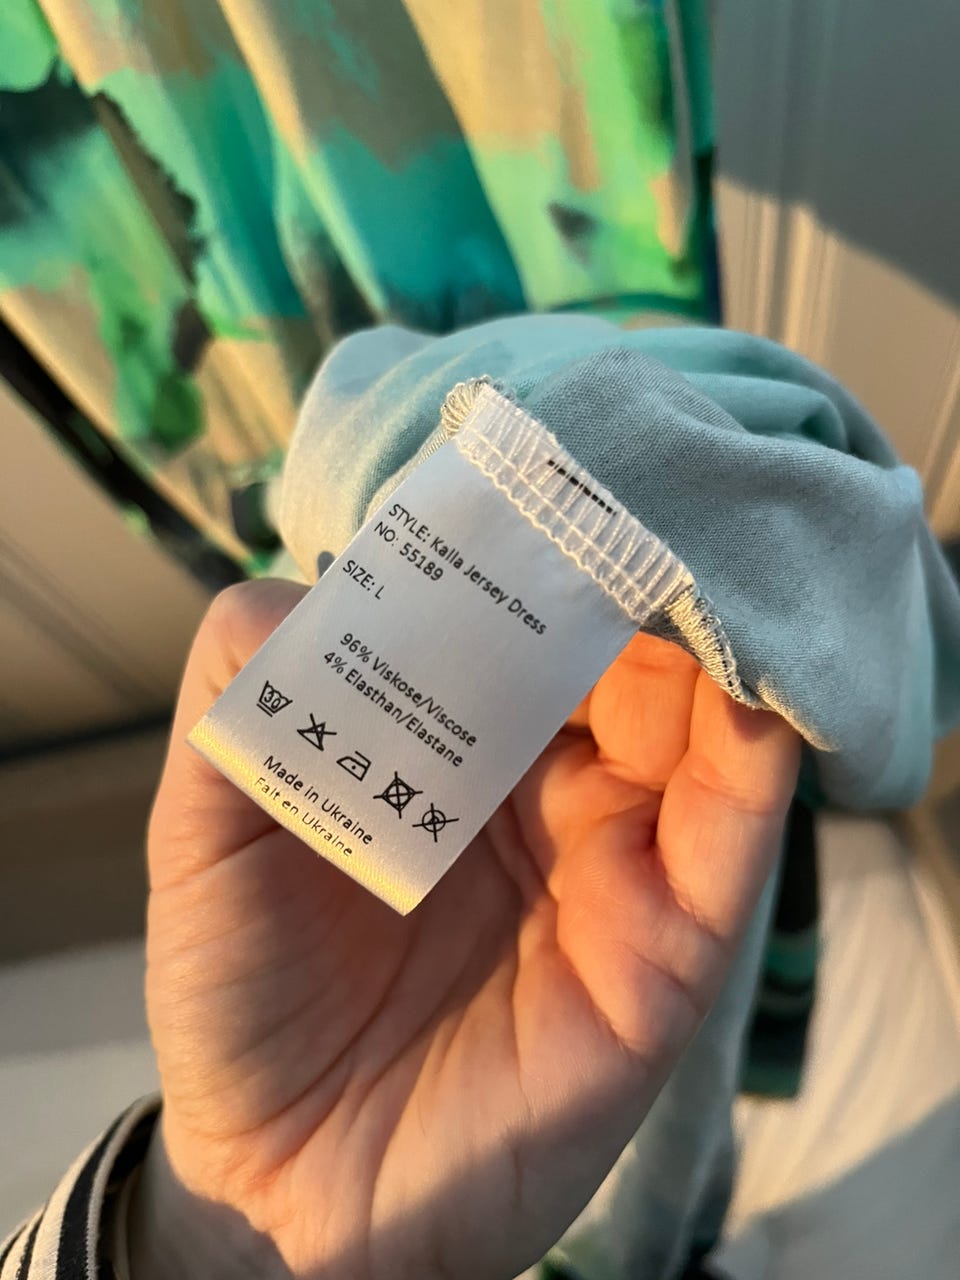 STYLE: Kalla Jersey Dress
NO: 55189
SIZE: L
96% Viskose/Viscose
4% Elasthan/Elastane
30
Made in Ukraine
Fait en Ukraine